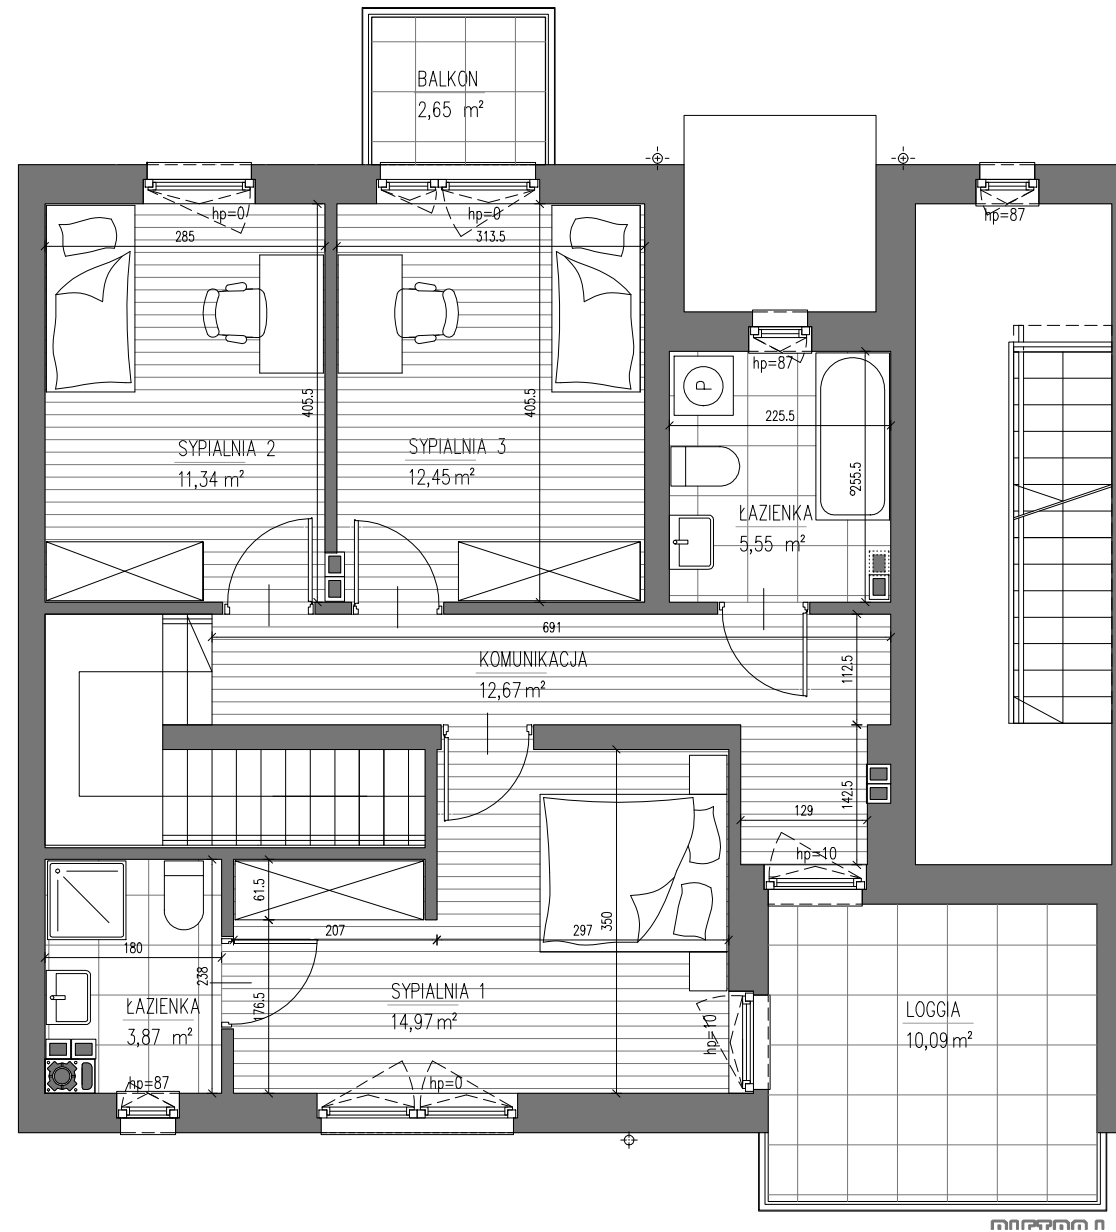 BALKON
2,65 m²
hp=0
hp=0
hp=87
285
313.5
hp=87
405.5
405.5
P
225.5
SYPIALNIA 2
11,34 m²
SYPIALNIA 3
12,45 m²
255.5
ŁAZIENKA
5,55 m²
691
KOMUNIKACJA
12,67 m²
112.5
142.5
129
hp=10
61.5
207
297
350
180
238
ŁAZIENKA
3,87 m²
176.5
SYPIALNIA 1
14,97 m²
hp=10
LOGGIA
10,09 m²
hp=87
hp=0